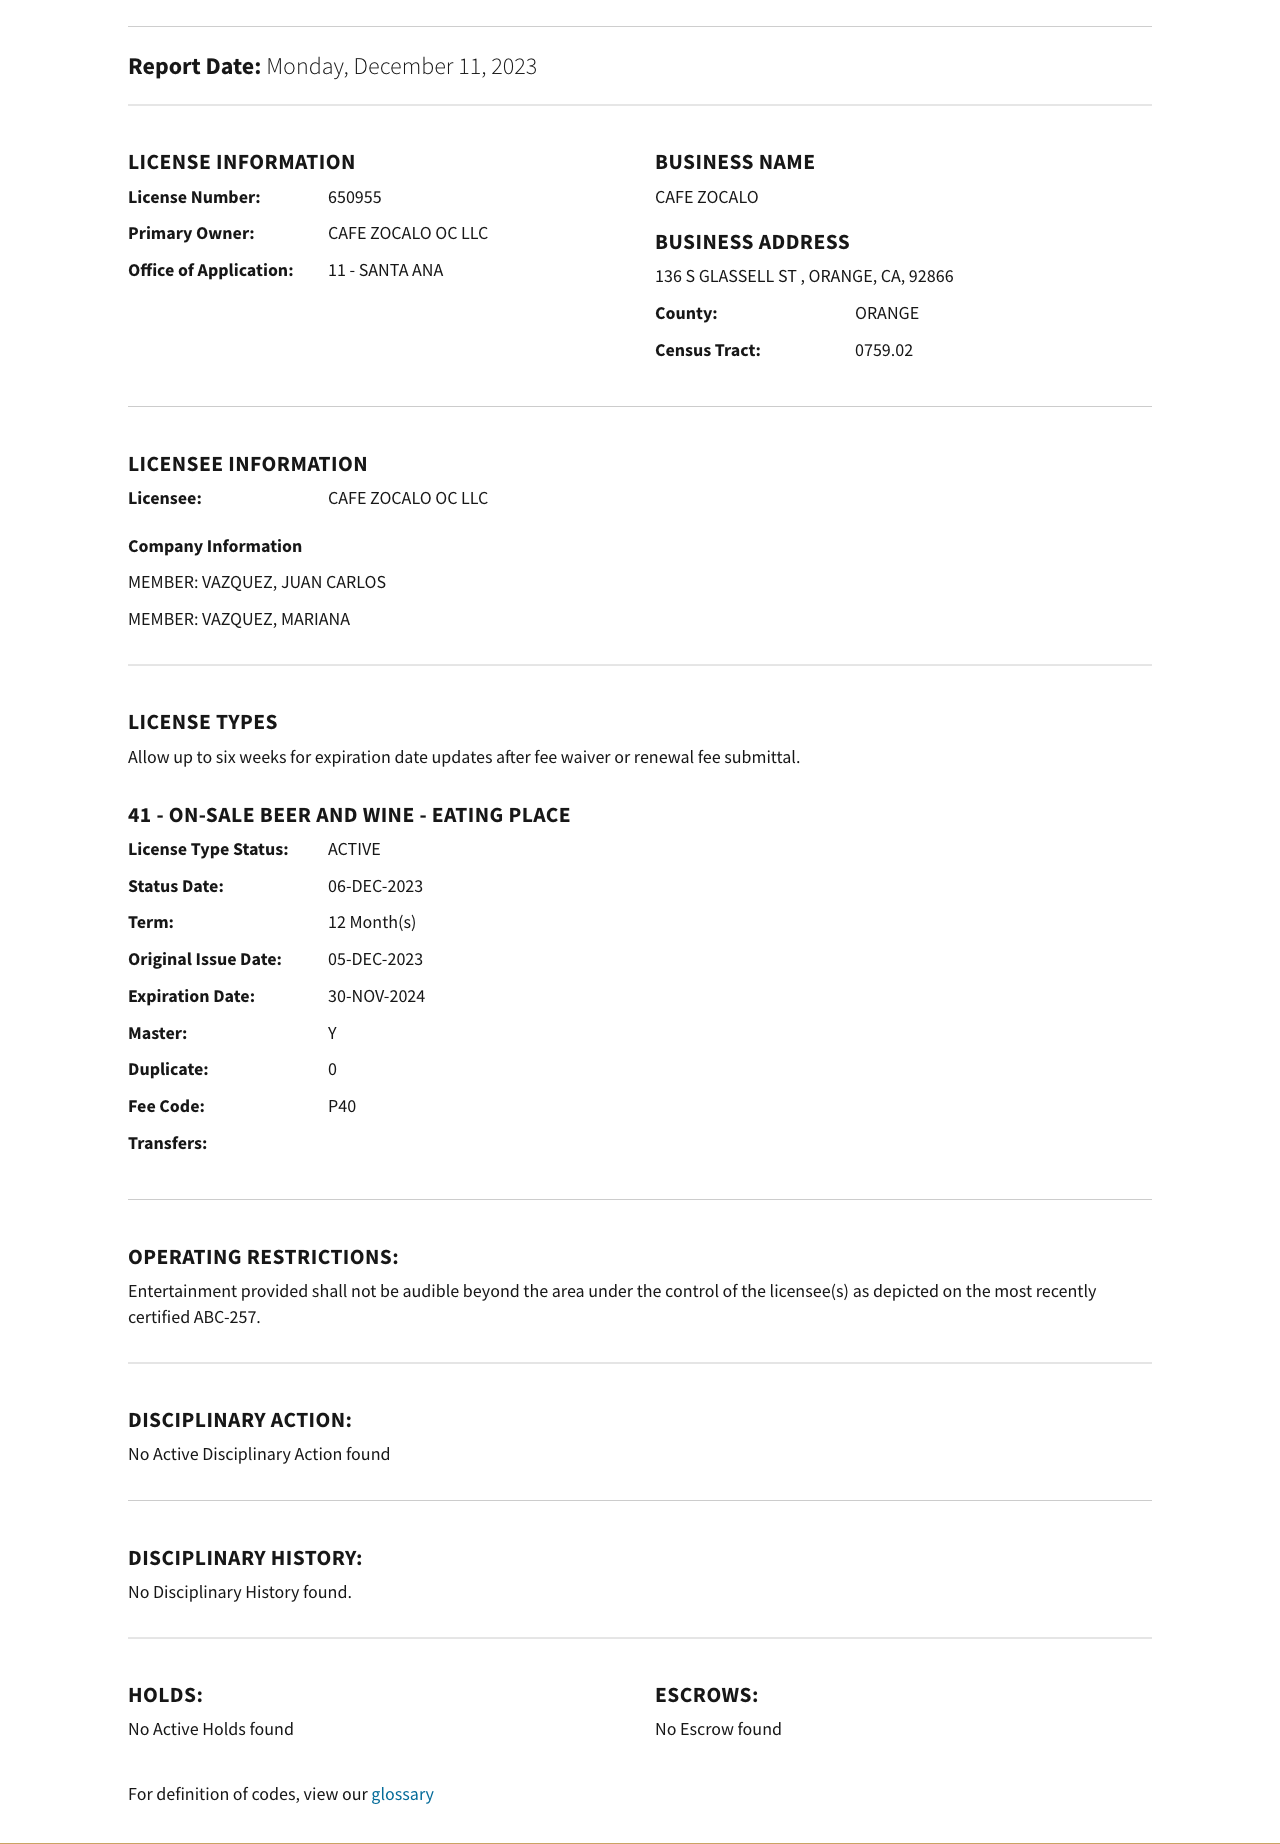 Report Date: Monday, December 11, 2023
LICENSE INFORMATION
License Number: 650955
Primary Owner: CAFE ZOCALO OC LLC
Office of Application: 11 - SANTA ANA
BUSINESS NAME
CAFE ZOCALO
BUSINESS ADDRESS
136 S GLASSELL ST , ORANGE, CA, 92866
County: ORANGE
Census Tract: 0759.02
LICENSEE INFORMATION
Licensee: CAFE ZOCALO OC LLC
Company Information
MEMBER: VAZQUEZ, JUAN CARLOS
MEMBER: VAZQUEZ, MARIANA
LICENSE TYPES
Allow up to six weeks for expiration date updates after fee waiver or renewal fee submittal.
41 - ON-SALE BEER AND WINE - EATING PLACE
License Type Status: ACTIVE
Status Date: 06-DEC-2023
Term: 12 Month(s)
Original Issue Date: 05-DEC-2023
Expiration Date: 30-NOV-2024
Master: Y
Duplicate: 0
Fee Code: P40
Transfers:
OPERATING RESTRICTIONS:
Entertainment provided shall not be audible beyond the area under the control of the licensee(s) as depicted on the most recently
certified ABC-257.
DISCIPLINARY ACTION:
No Active Disciplinary Action found
DISCIPLINARY HISTORY:
No Disciplinary History found.
HOLDS:
No Active Holds found
ESCROWS:
No Escrow found
For definition of codes, view our glossary